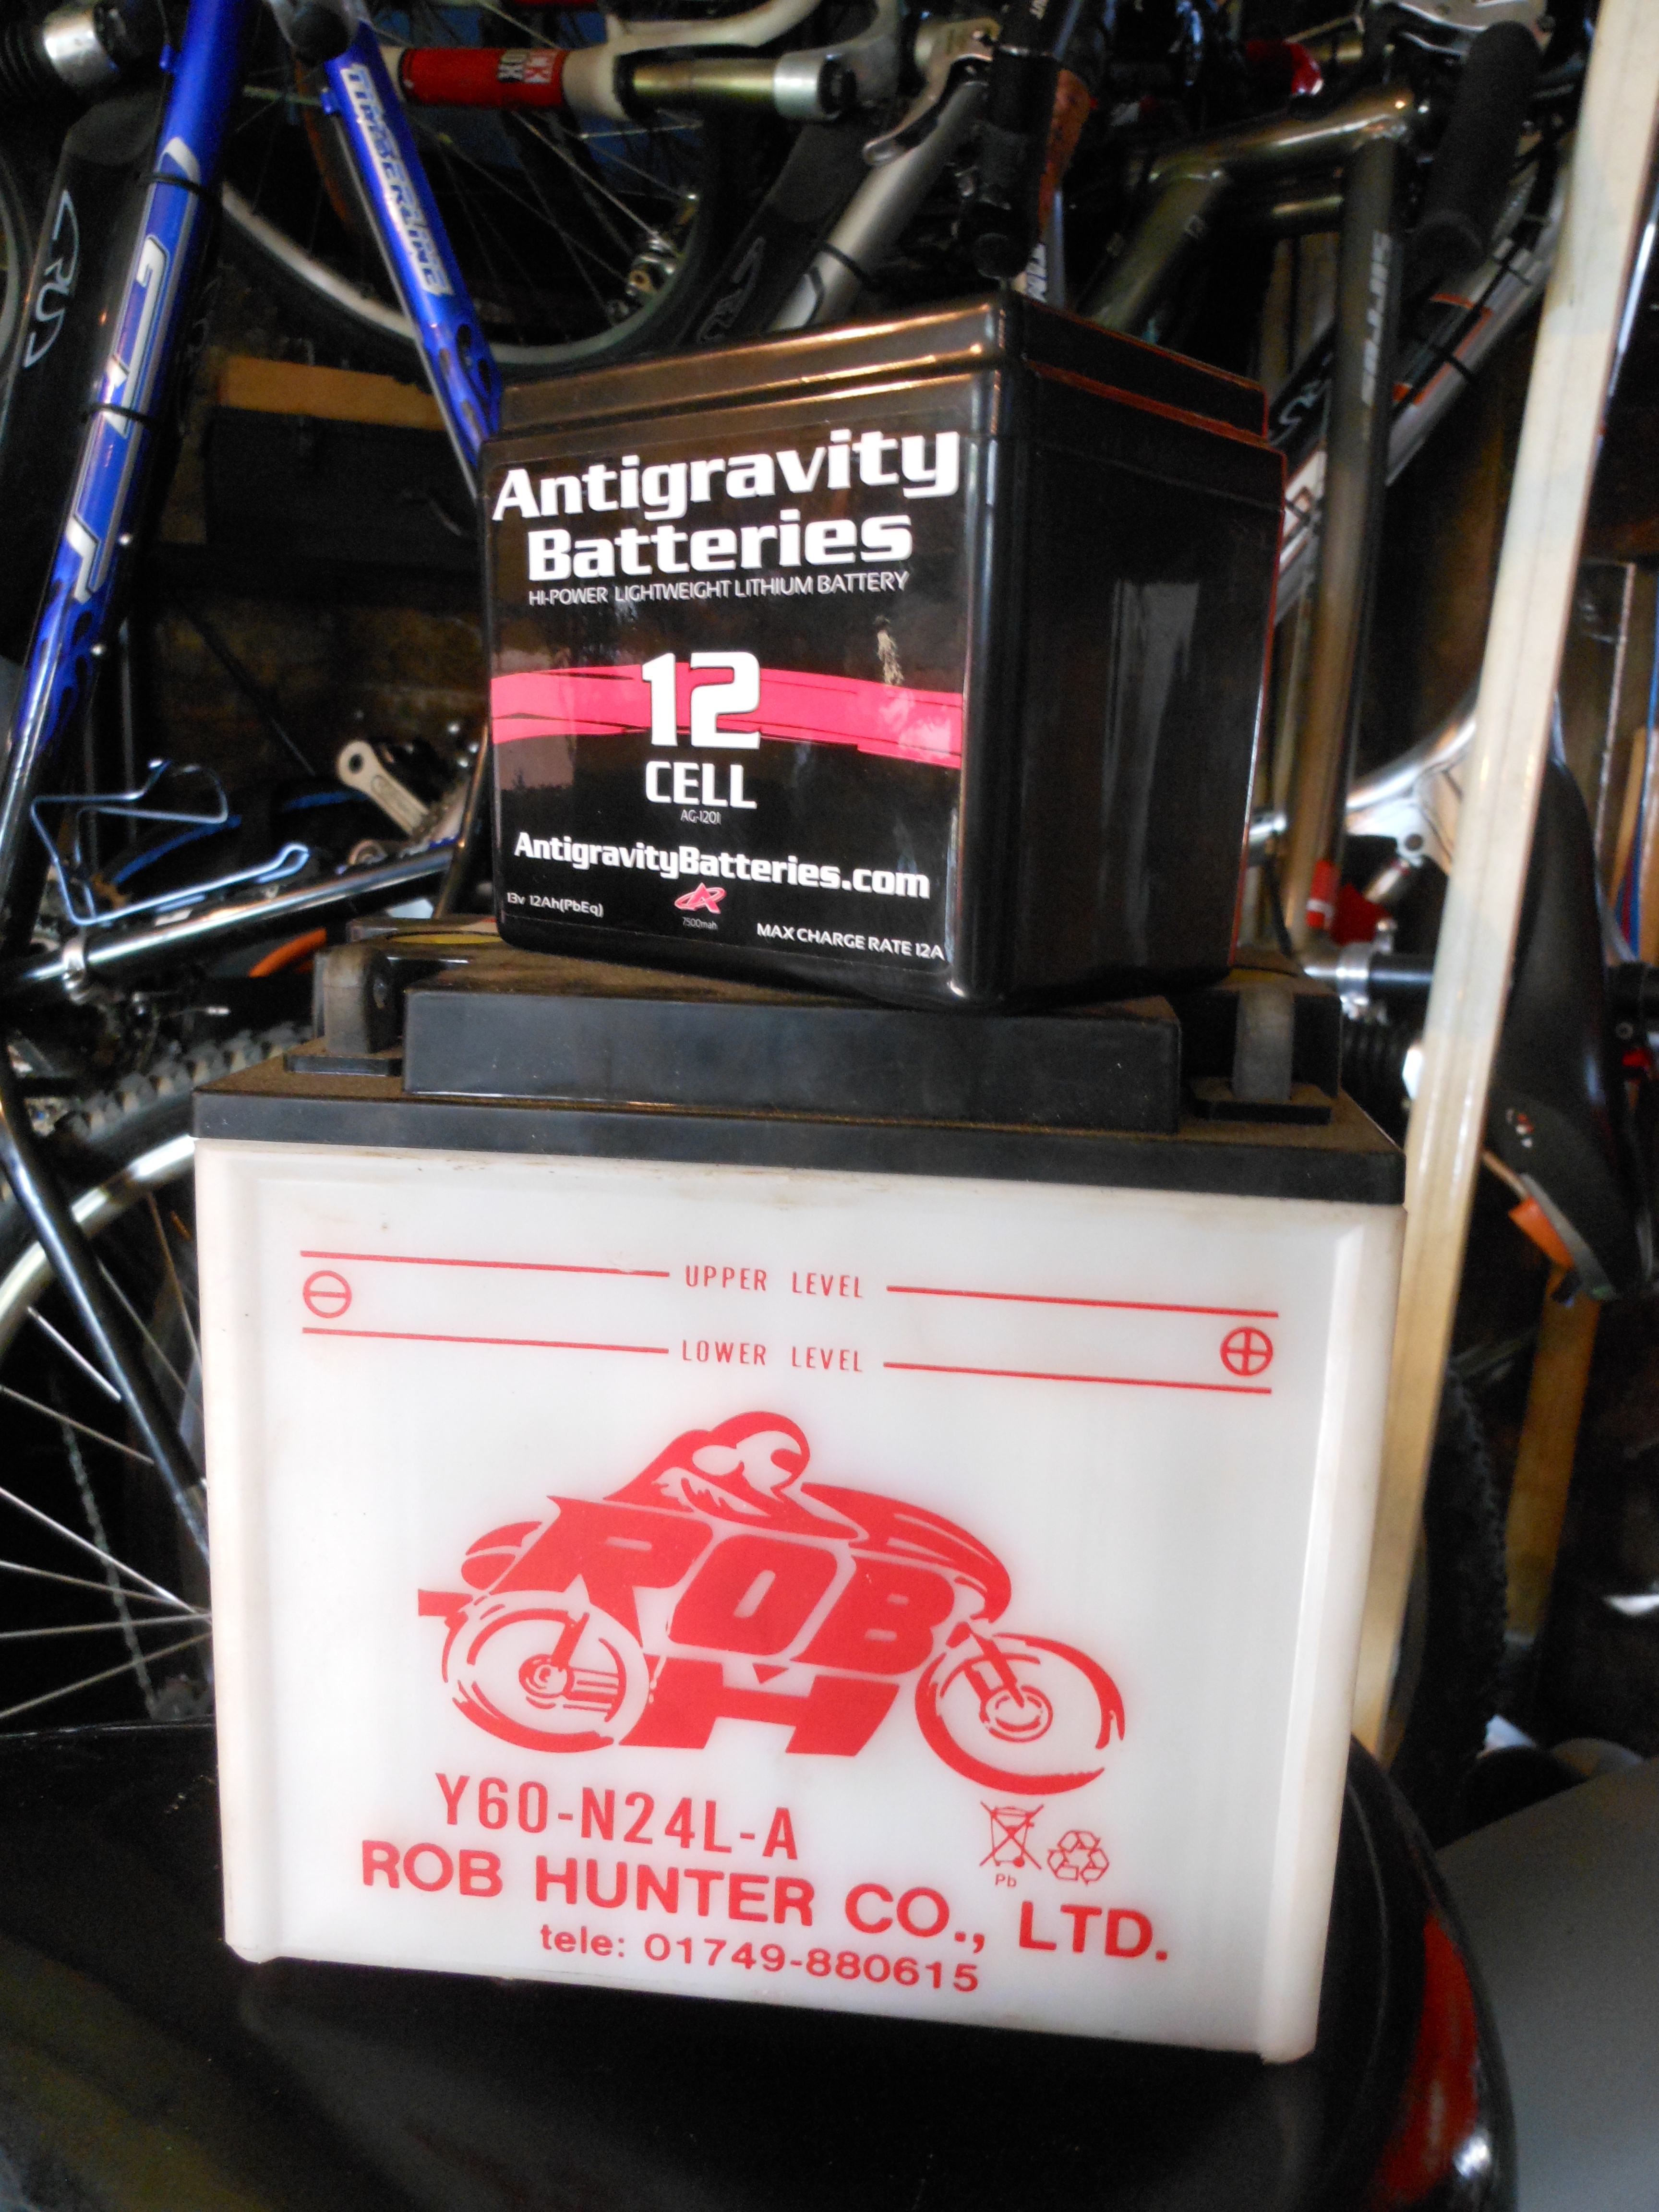 TIMBERLINE
Antigravity
Batteries
HI-POWER LIGHTWEIGHT LITHIUM BATTERY
12
CELL
AG-1201
AntigravityBatteries.com
13v 12Ah(PbEq)
7500mah
MAX CHARGE RATE 12A
UPPER LEVEL
LOWER LEVEL
ROB
H
Y60-N24L-A
Pb
ROB HUNTER CO., LTD.
tele: 01749-880615